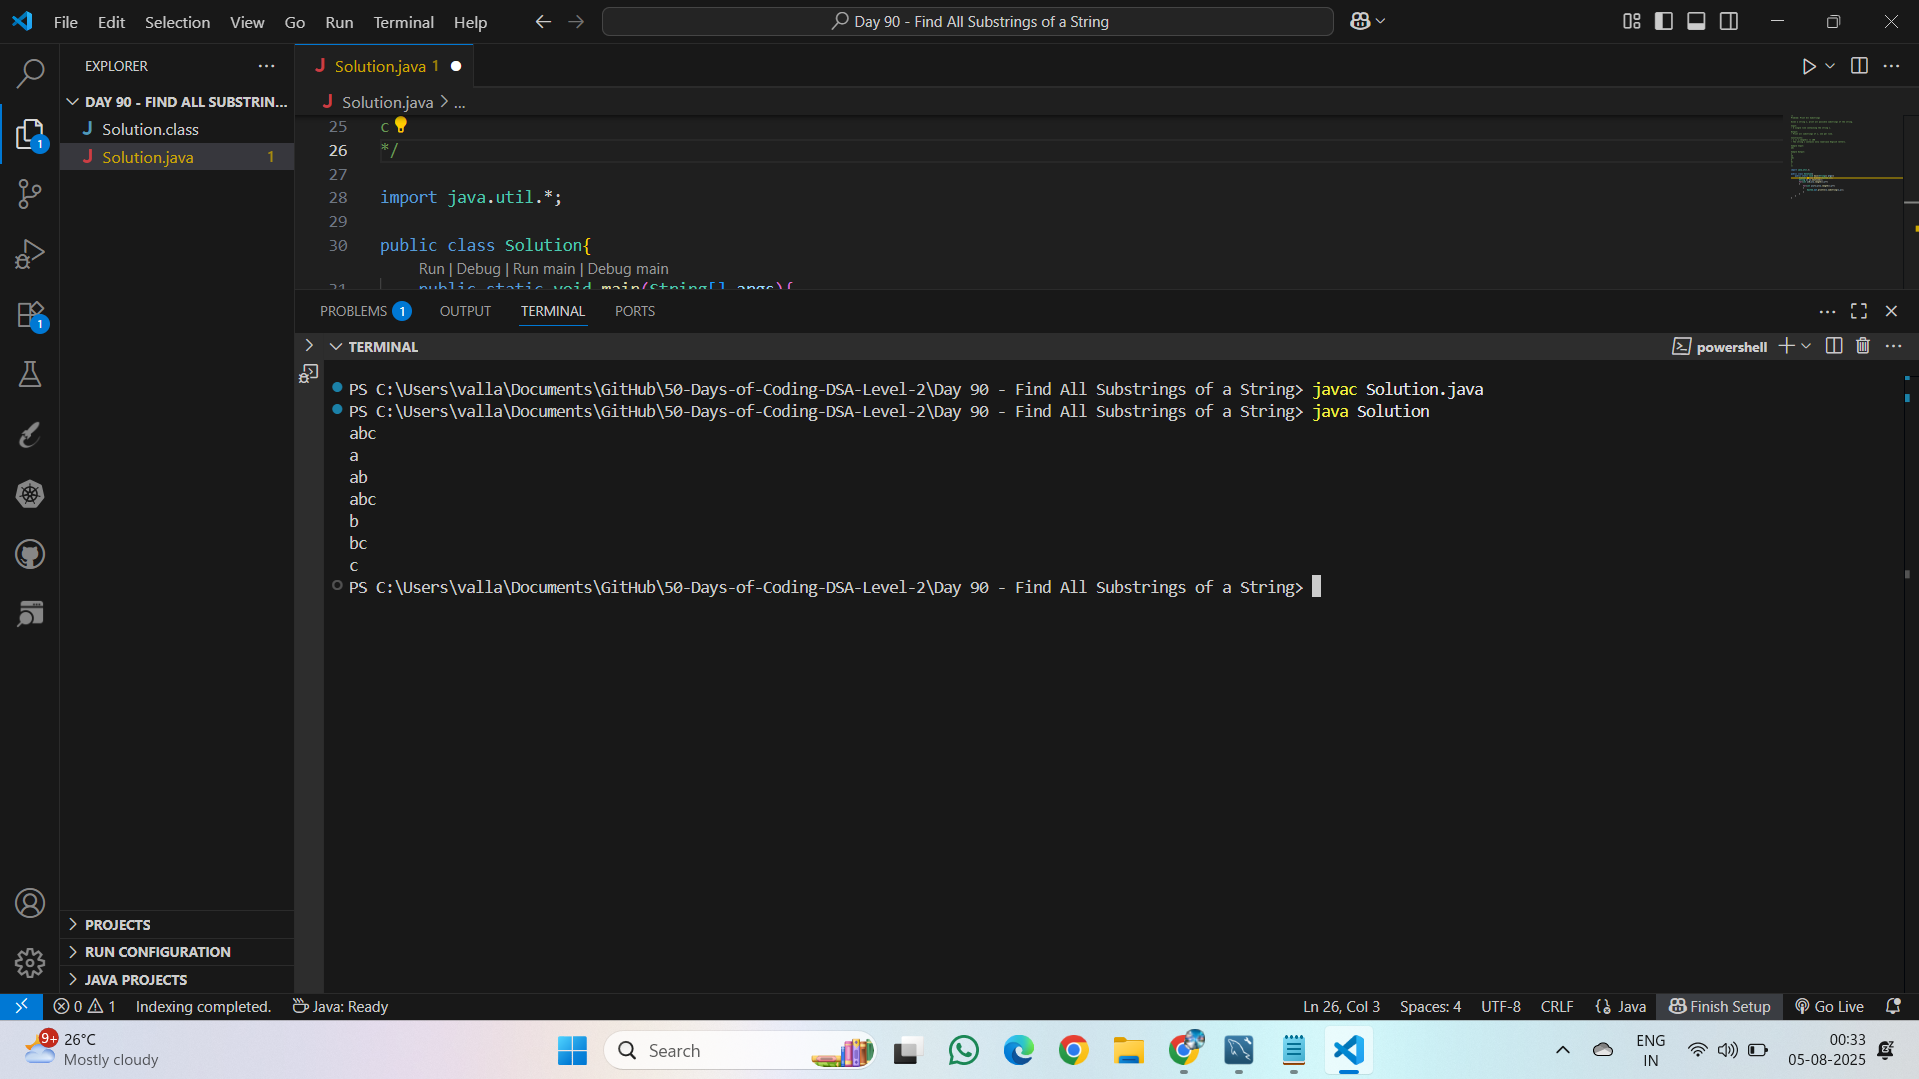 File Edit Selection View Go Run Terminal Help
Day 90 - Find All Substrings of a String
EXPLORER
DAY 90 - FIND ALL SUBSTRIN...
Solution.class
Solution.java 1
PROJECTS
RUN CONFIGURATION
JAVA PROJECTS
Solution.java 1
Solution.java > ...
25 c
26 */
27
28 import java.util.*;
29
30 public class Solution{
Run | Debug | Run main | Debug main
31 public static void main(String[] args){
PROBLEMS 1 OUTPUT TERMINAL PORTS
TERMINAL
powershell
PS C:\Users\valla\Documents\GitHub\50-Days-of-Coding-DSA-Level-2\Day 90 - Find All Substrings of a String> javac Solution.java
PS C:\Users\valla\Documents\GitHub\50-Days-of-Coding-DSA-Level-2\Day 90 - Find All Substrings of a String> java Solution
abc
a
ab
abc
b
bc
c
PS C:\Users\valla\Documents\GitHub\50-Days-of-Coding-DSA-Level-2\Day 90 - Find All Substrings of a String>
0 1 Indexing completed. Java: Ready
Ln 26, Col 3 Spaces: 4 UTF-8 CRLF {} Java Finish Setup Go Live
9+ 26°C
Mostly cloudy
Search
ENG
IN
00:33
05-08-2025